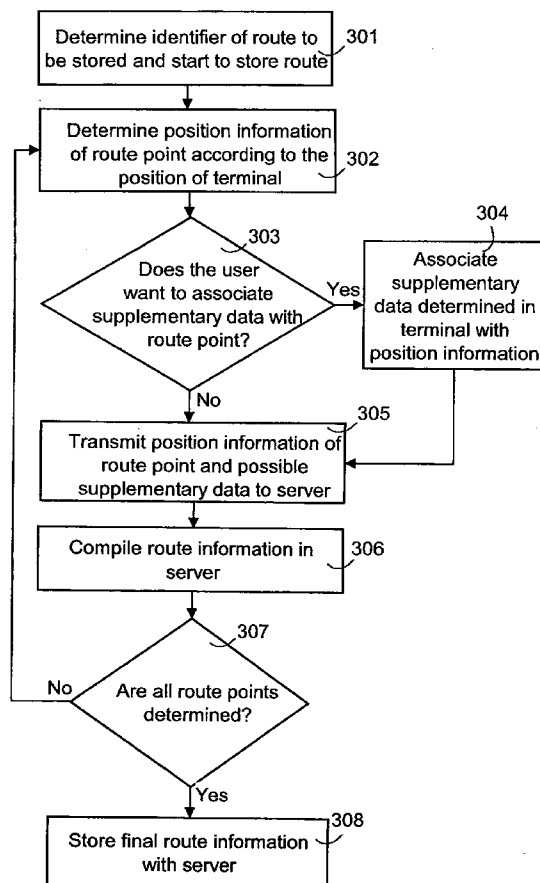 Determine identifier of route to
be stored and start to store route
301
Determine position information
of route point according to the
position of terminal
302
303
Does the user
want to associate
supplementary data with
route point?
Yes
304
Associate
supplementary
data determined in
terminal with
position information
No
305
Transmit position information of
route point and possible
supplementary data to server
Compile route information in
server
306
307
No
Are all route points
determined?
Yes
Store final route information
with server
308